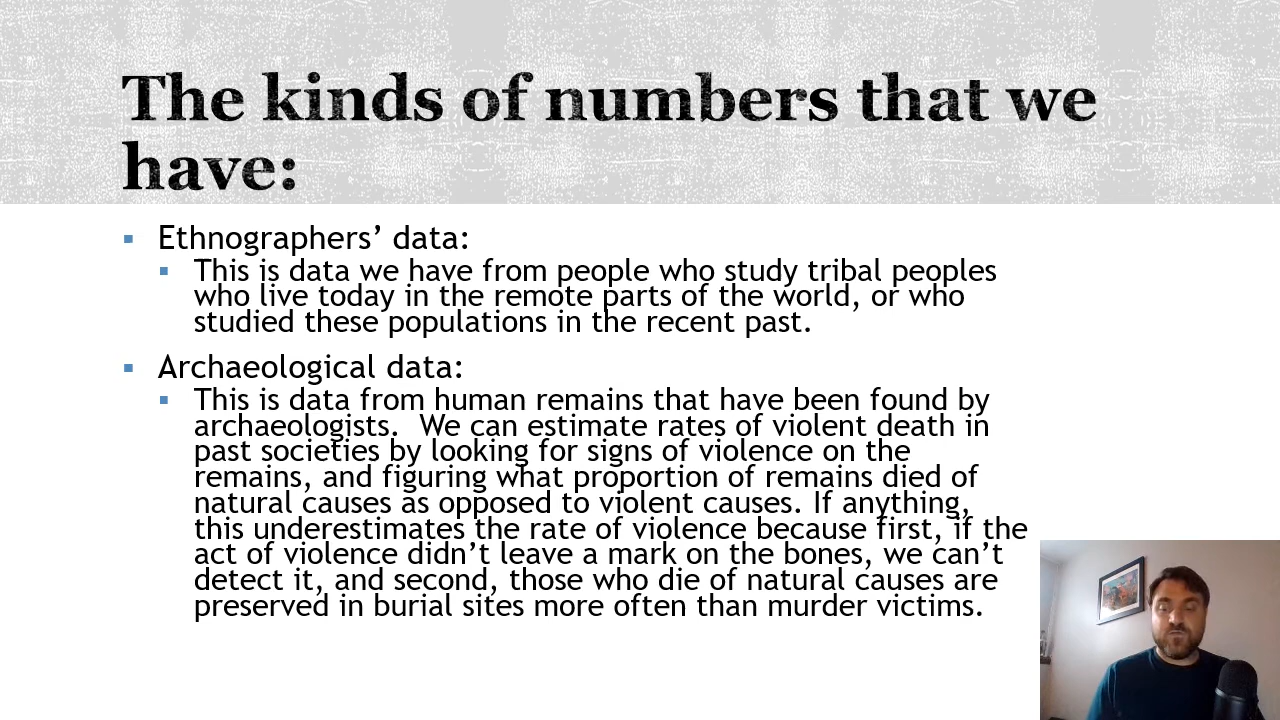 The kinds of numbers that we
have:
▪ Ethnographers’ data:
▪ This is data we have from people who study tribal peoples
who live today in the remote parts of the world, or who
studied these populations in the recent past.
▪ Archaeological data:
▪ This is data from human remains that have been found by
archaeologists.  We can estimate rates of violent death in
past societies by looking for signs of violence on the
remains, and figuring what proportion of remains died of
natural causes as opposed to violent causes. If anything,
this underestimates the rate of violence because first, if the
act of violence didn’t leave a mark on the bones, we can’t
detect it, and second, those who die of natural causes are
preserved in burial sites more often than murder victims.